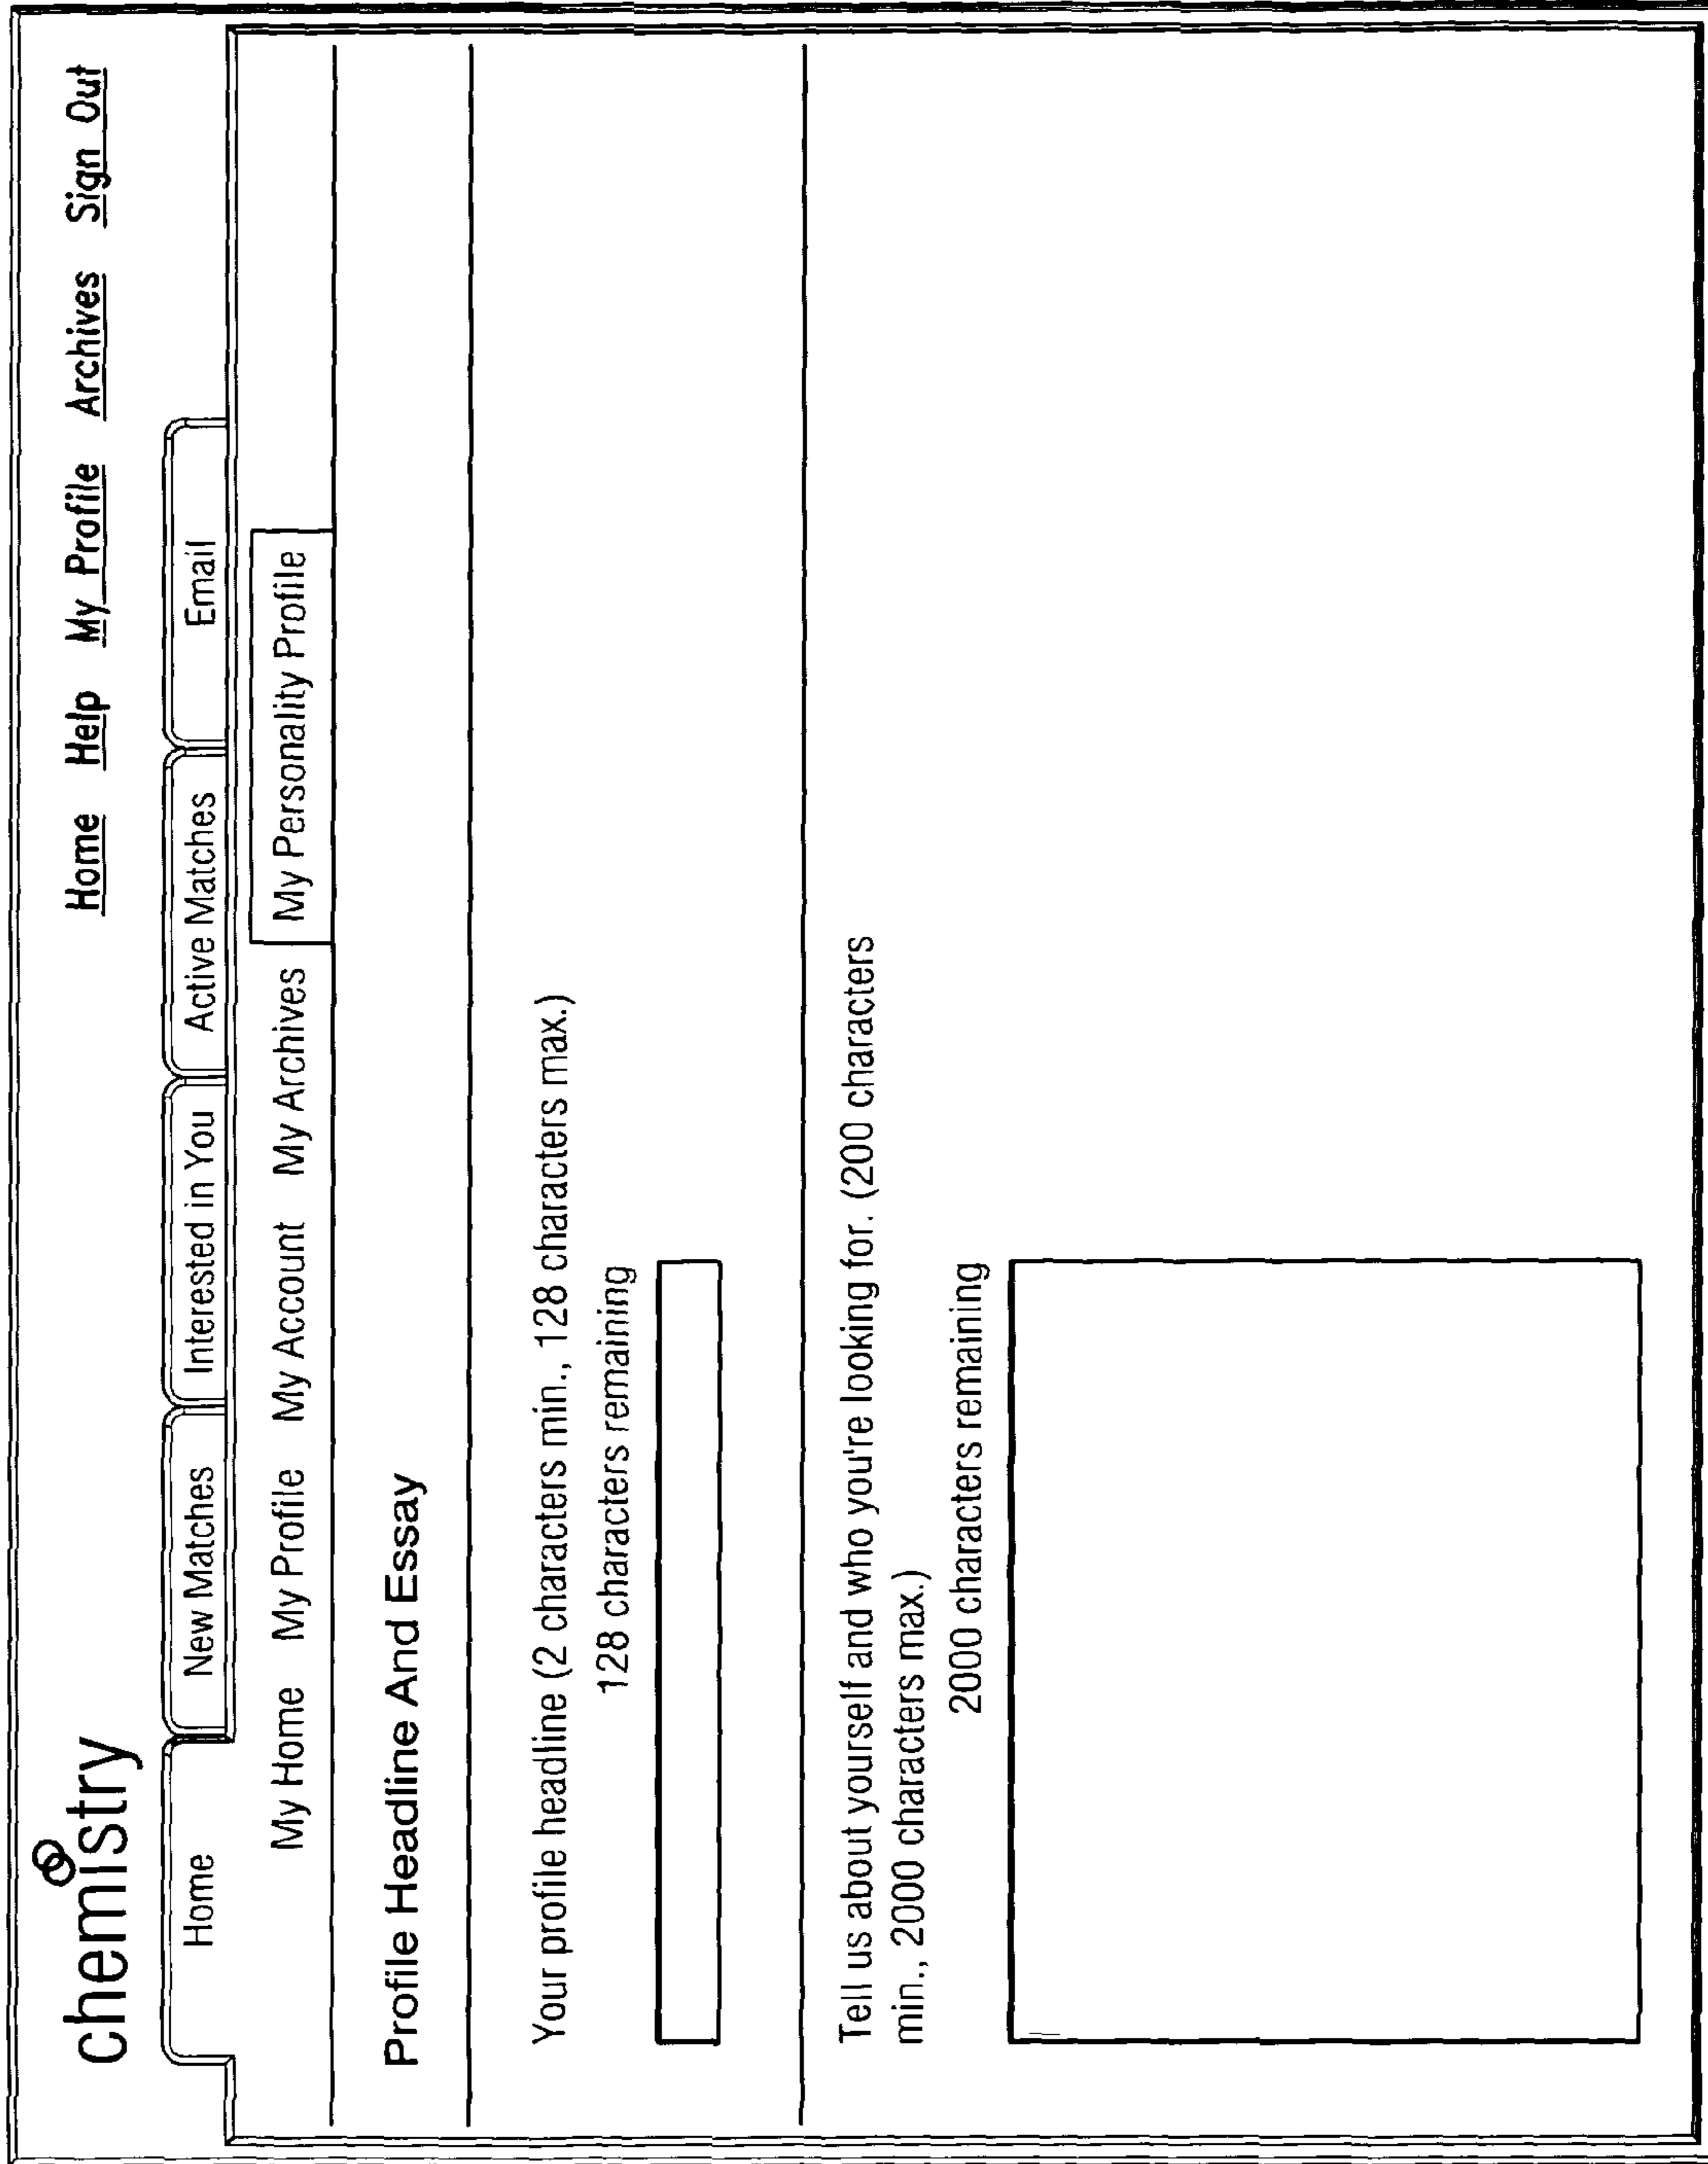 chemistry
Home Help My Profile Archives Sign Out
Home New Matches Interested in You Active Matches Email
My Home My Profile My Account My Archives My Personality Profile
Profile Headline And Essay
Your profile headline (2 characters min., 128 characters max.)
128 characters remaining
Tell us about yourself and who you're looking for. (200 characters
min., 2000 characters max.)
2000 characters remaining